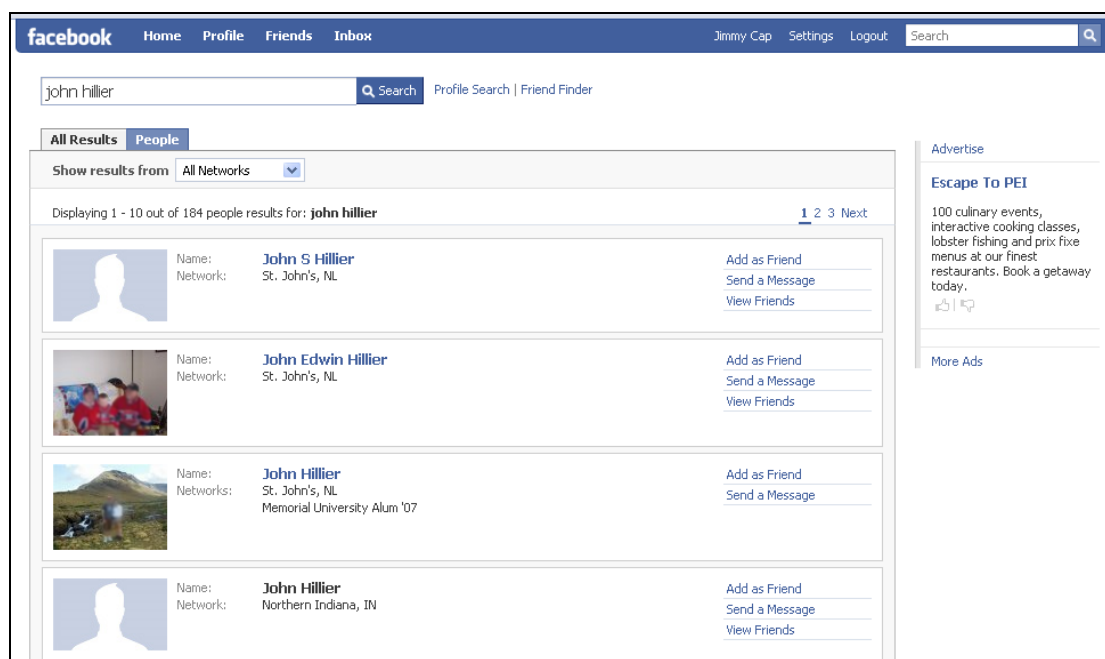 facebook Home Profile Friends Inbox Jimmy Cap Settings Logout Search
john hillier Search Profile Search | Friend Finder
All Results People
Show results from All Networks
Displaying 1 - 10 out of 184 people results for: john hillier 1 2 3 Next
Name: John S Hillier Add as Friend
Network: St. John's, NL Send a Message
View Friends
Name: John Edwin Hillier Add as Friend
Network: St. John's, NL Send a Message
View Friends
Name: John Hillier Add as Friend
Networks: St. John's, NL Send a Message
Memorial University Alum '07
Name: John Hillier Add as Friend
Network: Northern Indiana, IN Send a Message
View Friends
Advertise
Escape To PEI
100 culinary events,
interactive cooking classes,
lobster fishing and prix fixe
menus at our finest
restaurants. Book a getaway
today.
More Ads